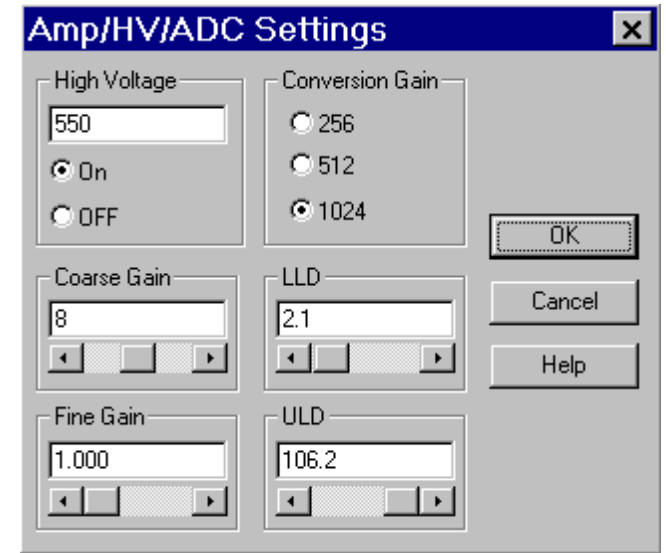 Amp/HV/ADC Settings
High Voltage
550
On
OFF
Conversion Gain
256
512
1024
OK
Cancel
Help
Coarse Gain
8
LLD
2.1
Fine Gain
1.000
ULD
106.2